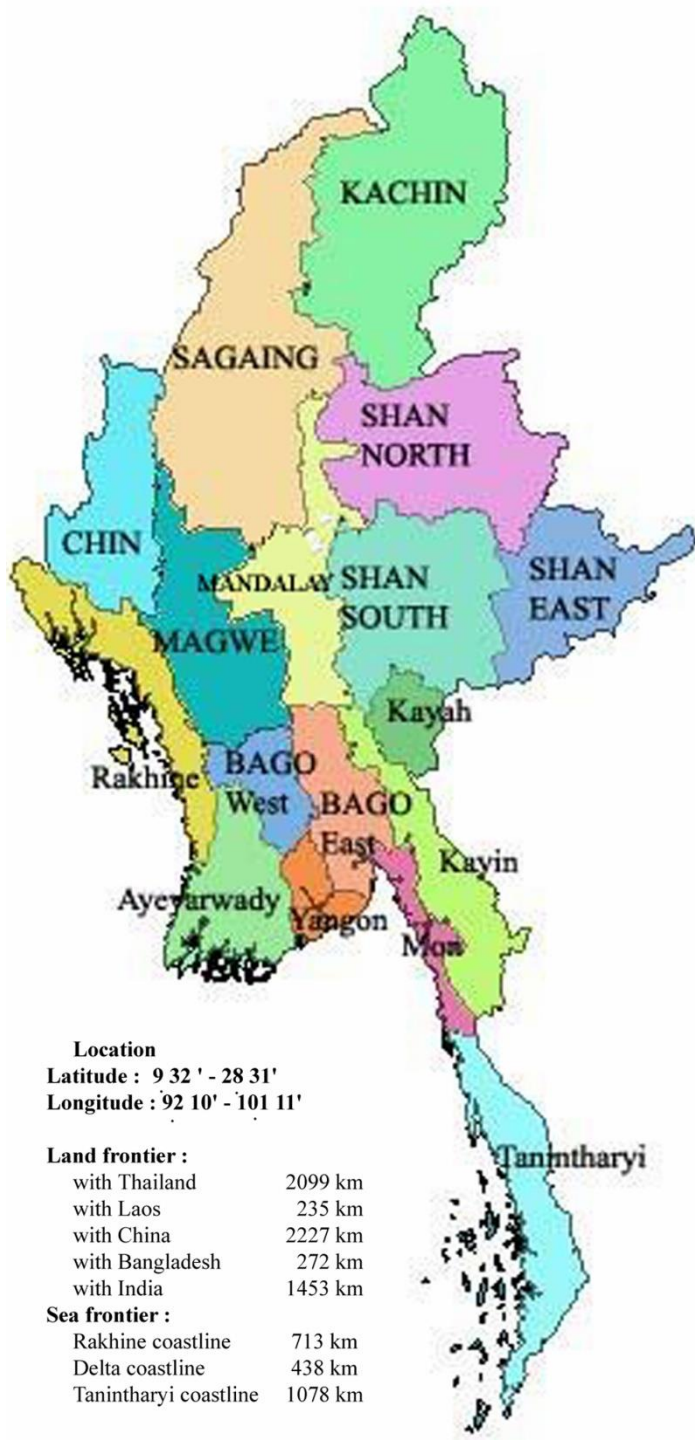 KACHIN
SAGAING
SHAN
NORTH
CHIN
MANDALAY
SHAN
SOUTH
SHAN
EAST
MAGWE
Kayah
Rakhine
BAGO
West
BAGO
East
Kayin
Ayeyarwady
Yangon
Mon
Location
Latitude : 9 32 ' - 28 31'
Longitude : 92 10' - 101 11'
Land frontier :
with Thailand 2099 km
with Laos 235 km
with China 2227 km
with Bangladesh 272 km
with India 1453 km
Sea frontier :
Rakhine coastline 713 km
Delta coastline 438 km
Tanintharyi coastline 1078 km
Tanintharyi